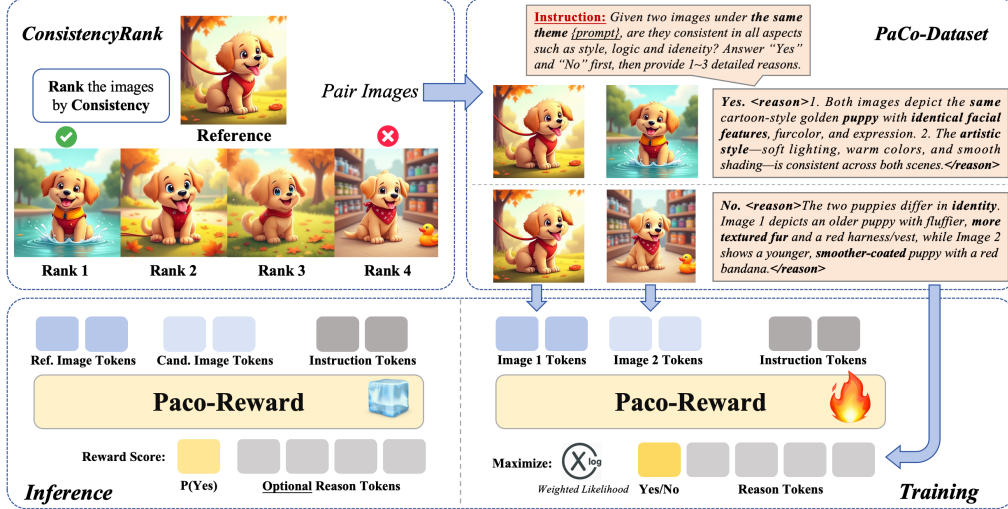 ConsistencyRank
Rank the images
by Consistency
Reference
Rank 1
Rank 2
Rank 3
Rank 4
Pair Images
Instruction: Given two images under the same
theme {prompt}, are they consistent in all aspects
such as style, logic and ideneity? Answer “Yes”
and “No” first, then provide 1~3 detailed reasons.
PaCo-Dataset
Yes. <reason>1. Both images depict the same
cartoon-style golden puppy with identical facial
features, furcolor, and expression. 2. The artistic
style—soft lighting, warm colors, and smooth
shading—is consistent across both scenes.</reason>
No. <reason>The two puppies differ in identity.
Image 1 depicts an older puppy with fluffier, more
textured fur and a red harness/vest, while Image 2
shows a younger, smoother-coated puppy with a red
bandana.</reason>
Ref. Image Tokens
Cand. Image Tokens
Instruction Tokens
Paco-Reward
Reward Score:
P(Yes)
Optional Reason Tokens
Inference
Image 1 Tokens
Image 2 Tokens
Instruction Tokens
Paco-Reward
Maximize:
X log
Weighted Likelihood
Yes/No
Reason Tokens
Training